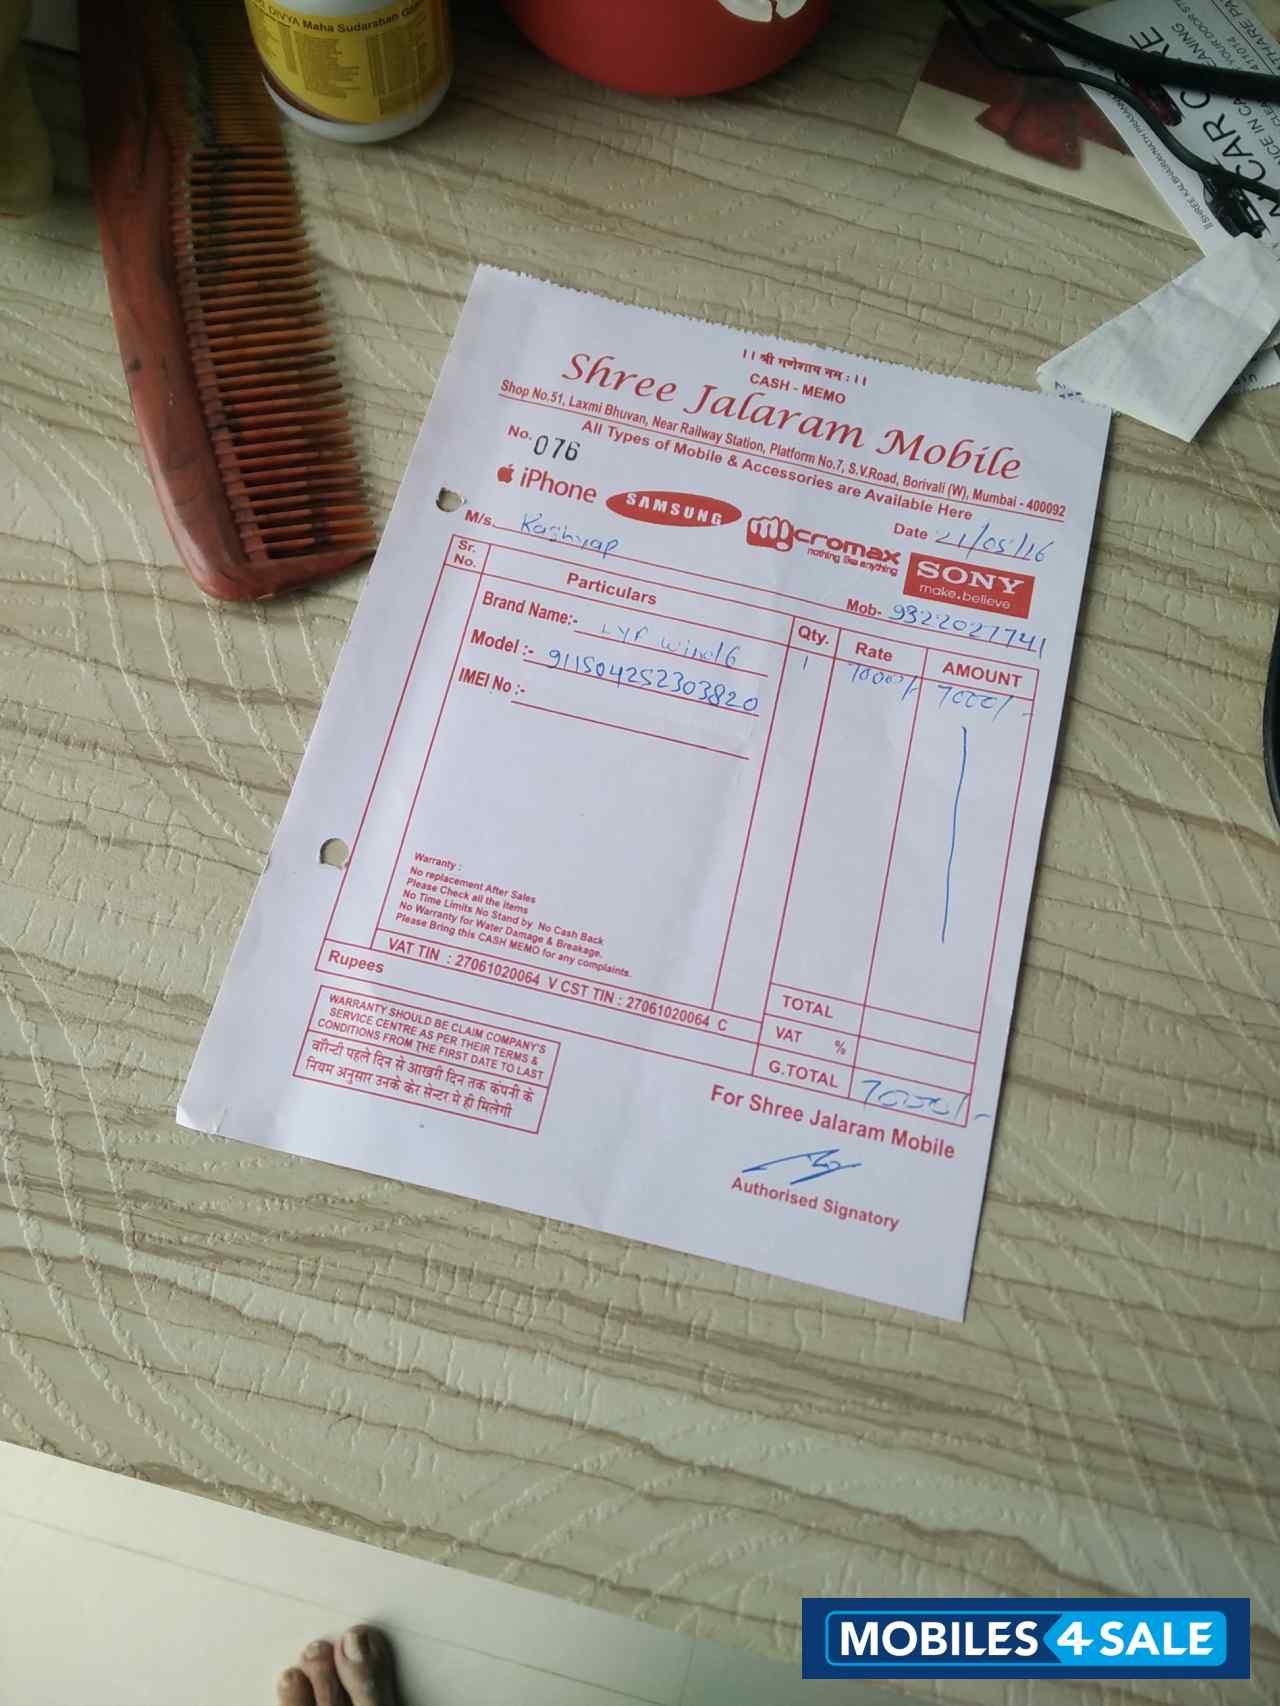 DIVYA Maha Sudarshan
CAR C
।। श्री गणेशाय नमः ।।
CASH - MEMO
Shree Jalaram Mobile
Shop No.51, Laxmi Bhuvan, Near Railway Station, Platform No.7, S.V.Road, Borivali (W), Mumbai - 400092
All Types of Mobile & Accessories are Available Here
No. 076
Date 21/05/16
iPhone SAMSUNG Micromax nothing like anything SONY make.believe
M/s. Kashyap
Mob- 9322027741
Sr. No. Particulars Qty. Rate AMOUNT
Brand Name:- LYF Wind 6 1 7000/- 7000/-
Model :- 911504252303820
IMEI No :-
Warranty :
No replacement After Sales
Please Check all the items
No Time Limits No Stand by No Cash Back
No Warranty for Water Damage & Breakage.
Please Bring this CASH MEMO for any complaints.
VAT TIN : 27061020064 V CST TIN : 27061020064 C
Rupees
TOTAL
VAT %
G.TOTAL 7000/-
WARRANTY SHOULD BE CLAIM COMPANY'S
SERVICE CENTRE AS PER THEIR TERMS &
CONDITIONS FROM THE FIRST DATE TO LAST
वॉरेन्टी पहले दिन से आखरी दिन तक कंपनी के
नियम अनुसार उनके केर सेन्टर मे ही मिलेगी
For Shree Jalaram Mobile
Authorised Signatory
MOBILES4SALE